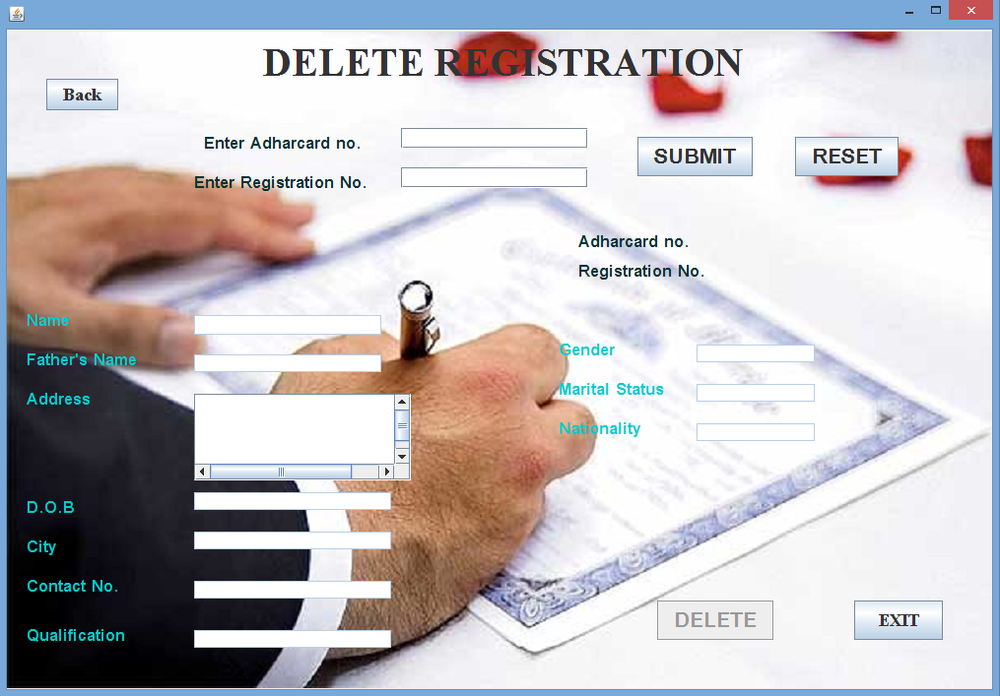 DELETE REGISTRATION
Back
Enter Adharcard no.
SUBMIT
RESET
Enter Registration No.
Adharcard no.
Registration No.
Name
Father's Name
Gender
Address
Marital Status
Nationality
D.O.B
City
Contact No.
Qualification
DELETE
EXIT